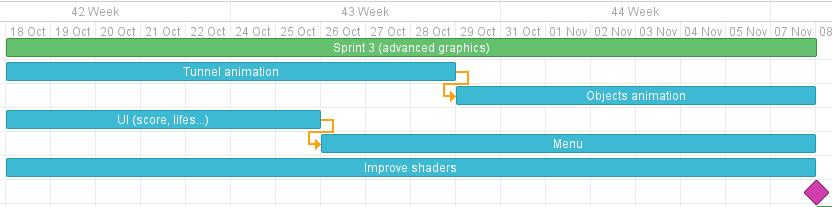 42 Week 43 Week 44 Week
18 Oct 19 Oct 20 Oct 21 Oct 22 Oct 23 Oct 24 Oct 25 Oct 26 Oct 27 Oct 28 Oct 29 Oct 31 Oct 01 Nov 02 Nov 03 Nov 04 Nov 07 Nov 08
Sprint 3 (advanced graphics)
Tunnel animation
Objects animation
UI (score, lifes...)
Menu
Improve shaders